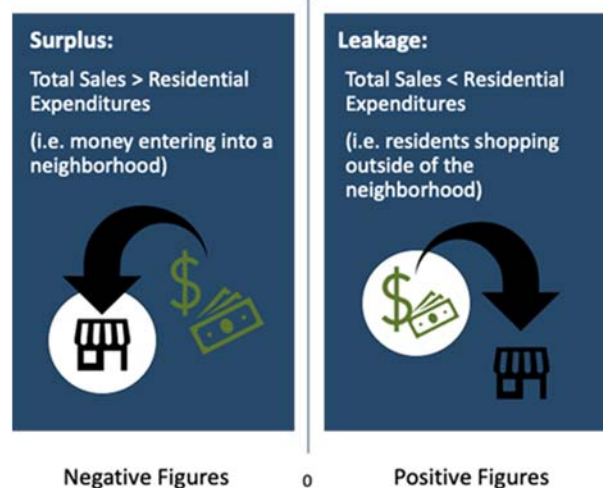 Surplus:
Total Sales > Residential
Expenditures
(i.e. money entering into a
neighborhood)
Leakage:
Total Sales < Residential
Expenditures
(i.e. residents shopping
outside of the
neighborhood)
$
$
Negative Figures
0
Positive Figures